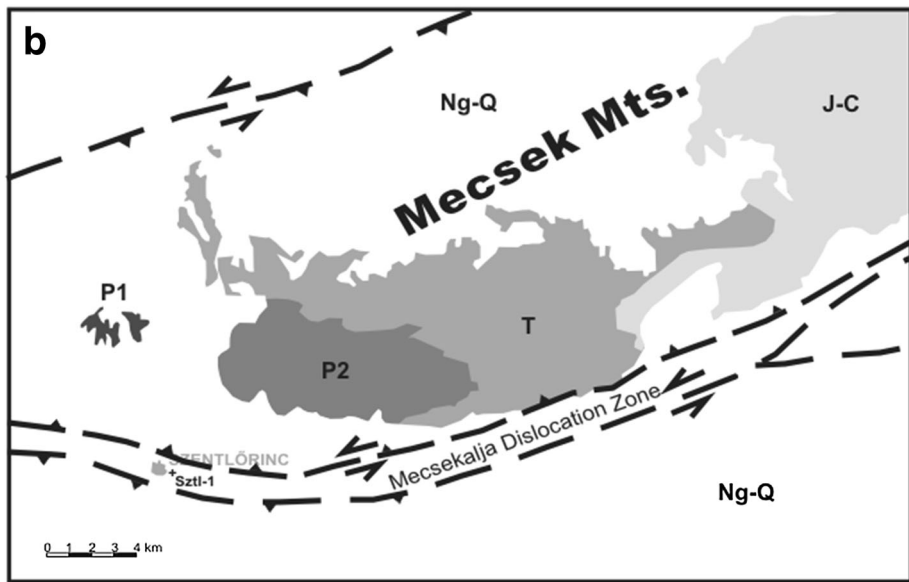 b
Ng-Q
J-C
Mecsek Mts.
P1
T
P2
Mecsekalja Dislocation Zone
SZENTLŐRINC
+Sztl-1
Ng-Q
0 1 2 3 4 km